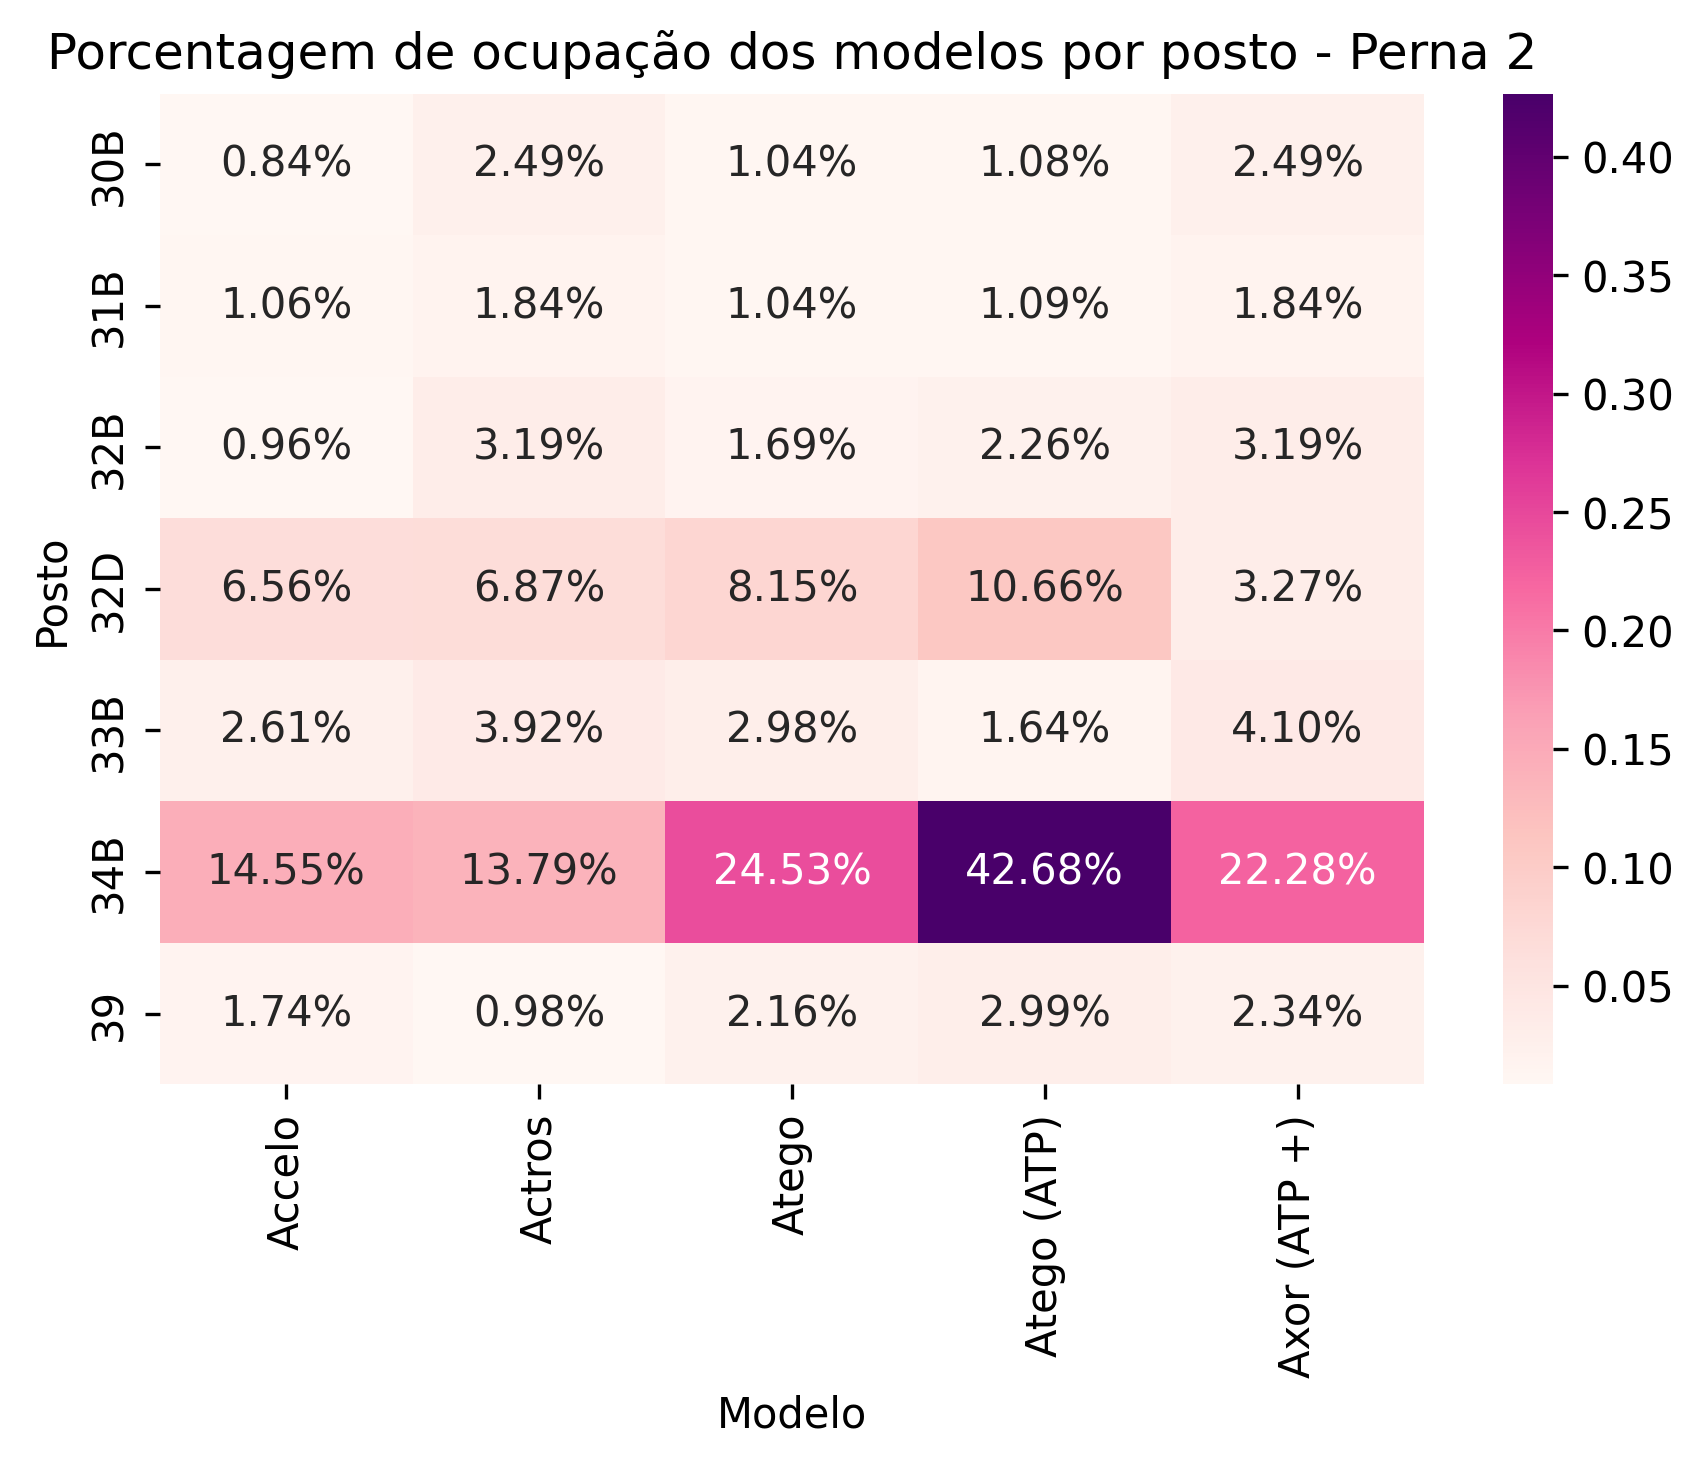 Porcentagem de ocupação dos modelos por posto - Perna 2
Posto
30B 0.84% 2.49% 1.04% 1.08% 2.49%
31B 1.06% 1.84% 1.04% 1.09% 1.84%
32B 0.96% 3.19% 1.69% 2.26% 3.19%
32D 6.56% 6.87% 8.15% 10.66% 3.27%
33B 2.61% 3.92% 2.98% 1.64% 4.10%
34B 14.55% 13.79% 24.53% 42.68% 22.28%
39 1.74% 0.98% 2.16% 2.99% 2.34%
Accelo Actros Atego Atego (ATP) Axor (ATP +)
Modelo
0.40
0.35
0.30
0.25
0.20
0.15
0.10
0.05